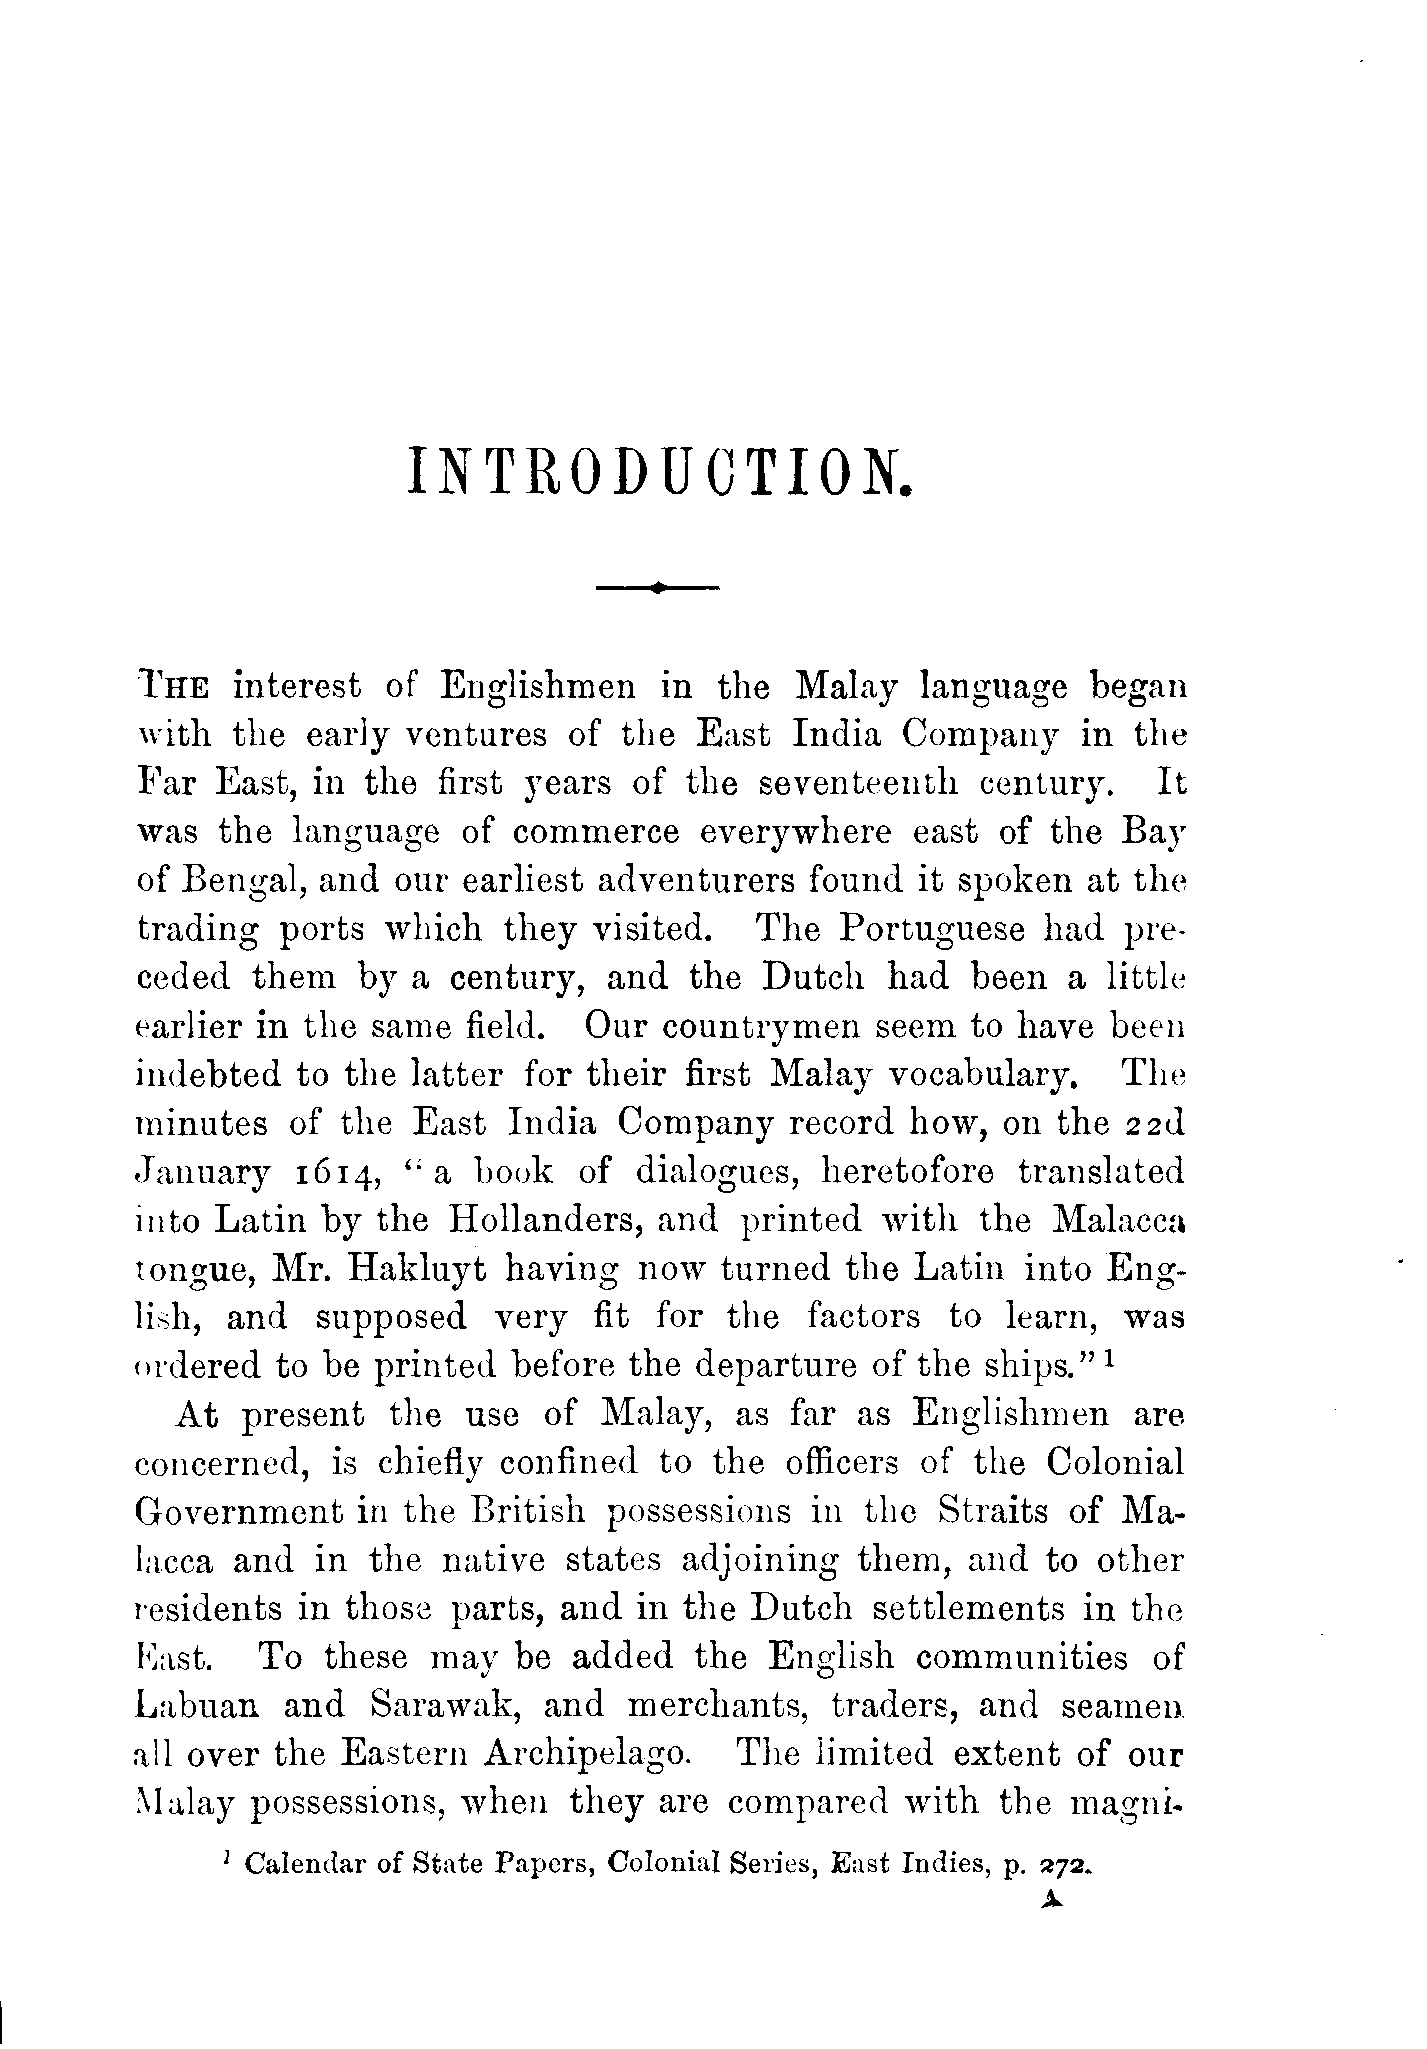 INTRODUCTION.
THE interest of Englishmen in the Malay language began
with the early ventures of the East India Company in the
Far East, in the first years of the seventeenth century. It
was the language of commerce everywhere east of the Bay
of Bengal, and our earliest adventurers found it spoken at the
trading ports which they visited. The Portuguese had pre-
ceded them by a century, and the Dutch had been a little
earlier in the same field. Our countrymen seem to have been
indebted to the latter for their first Malay vocabulary. The
minutes of the East India Company record how, on the 22d
January 1614, “a book of dialogues, heretofore translated
into Latin by the Hollanders, and printed with the Malacca
tongue, Mr. Hakluyt having now turned the Latin into Eng-
lish, and supposed very fit for the factors to learn, was
ordered to be printed before the departure of the ships.” 1
At present the use of Malay, as far as Englishmen are
concerned, is chiefly confined to the officers of the Colonial
Government in the British possessions in the Straits of Ma-
lacca and in the native states adjoining them, and to other
residents in those parts, and in the Dutch settlements in the
East. To these may be added the English communities of
Labuan and Sarawak, and merchants, traders, and seamen
all over the Eastern Archipelago. The limited extent of our
Malay possessions, when they are compared with the magni-
1 Calendar of State Papers, Colonial Series, East Indies, p. 272.
A